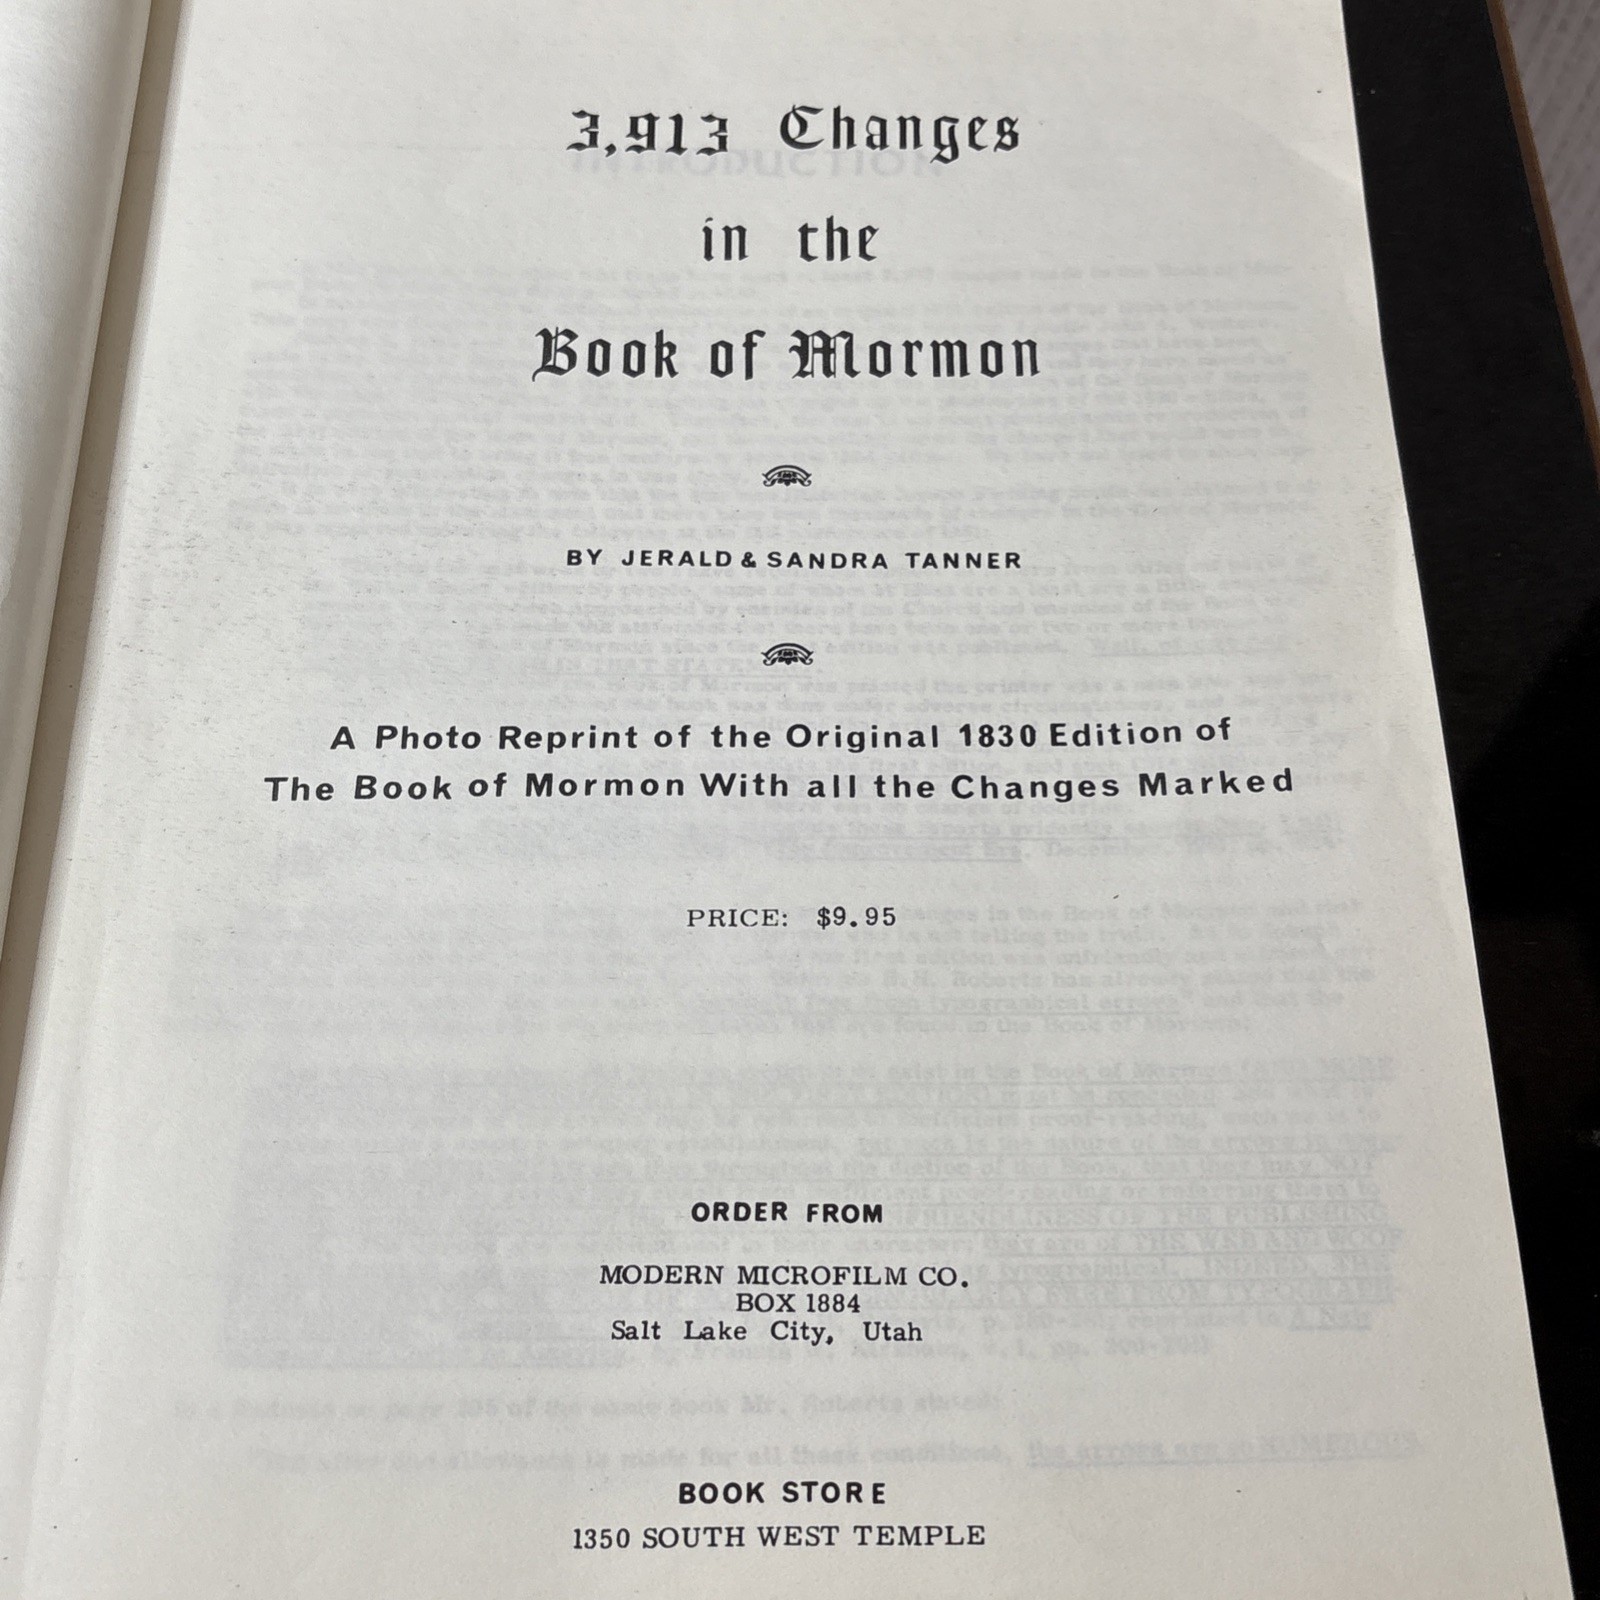 3,913 Changes
in the
Book of Mormon
BY JERALD & SANDRA TANNER
A Photo Reprint of the Original 1830 Edition of
The Book of Mormon With all the Changes Marked
PRICE: $9.95
ORDER FROM
MODERN MICROFILM CO.
BOX 1884
Salt Lake City, Utah
BOOK STORE
1350 SOUTH WEST TEMPLE